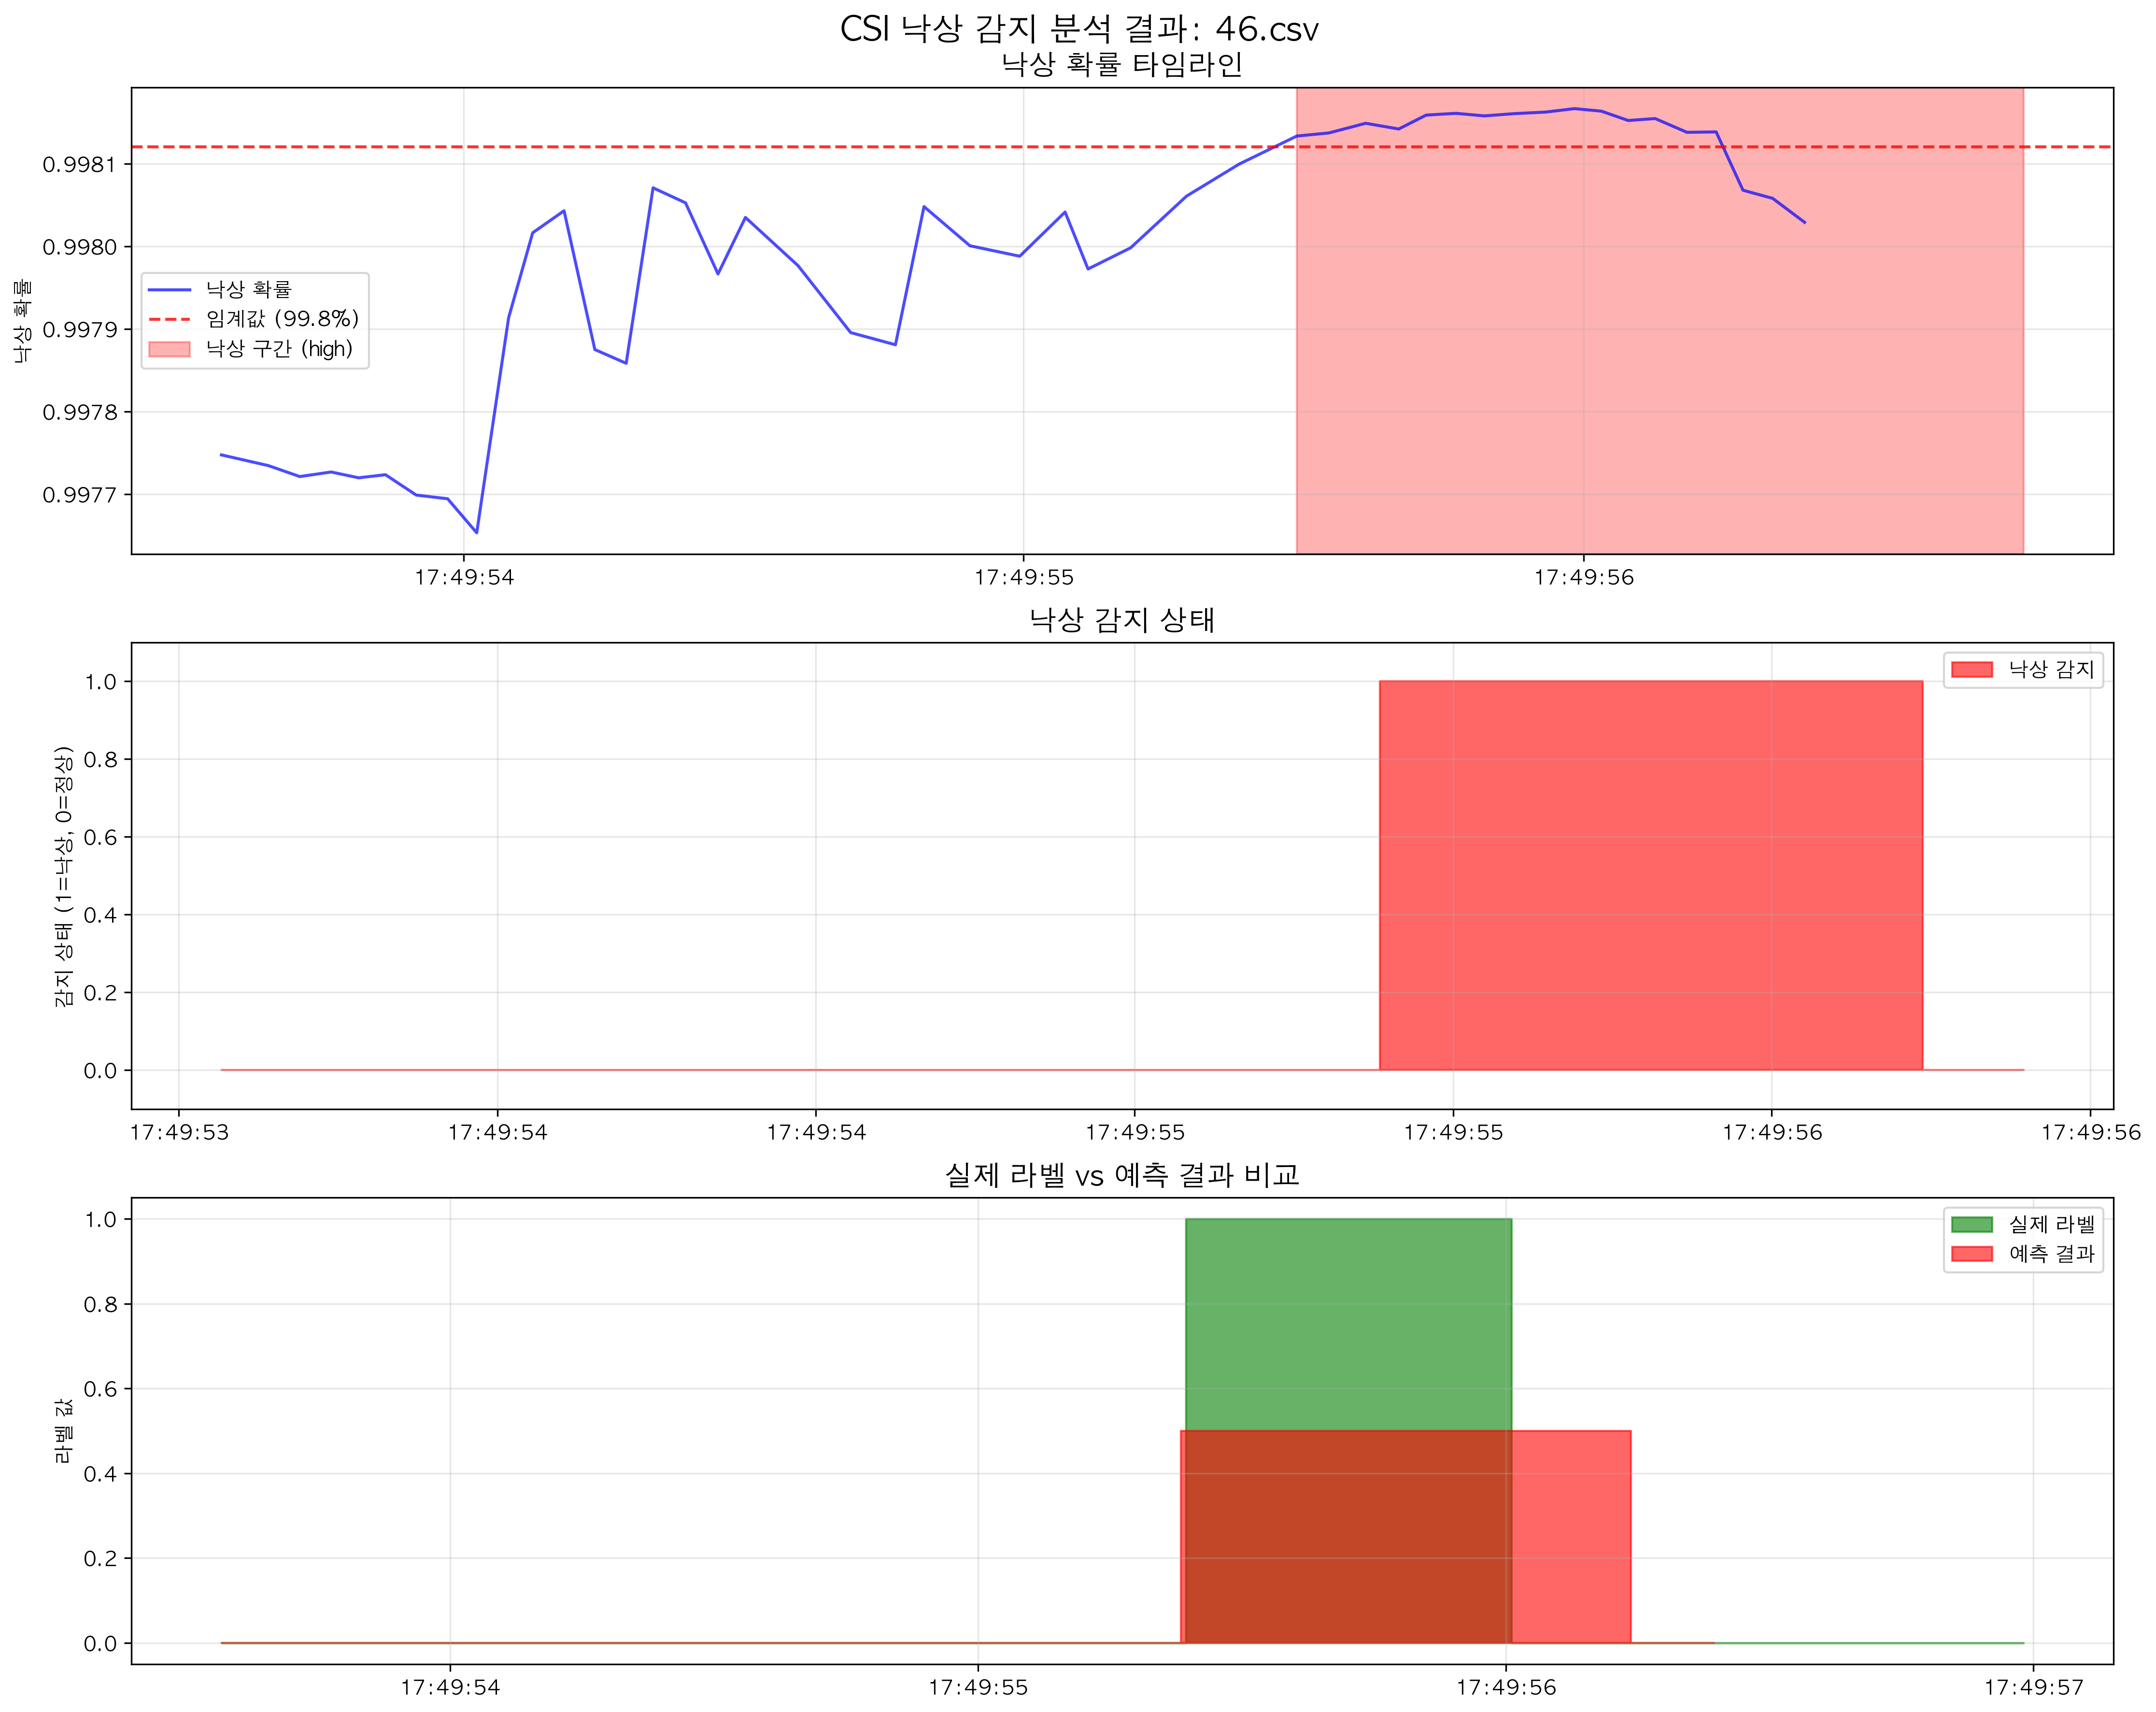 CSI 낙상 감지 분석 결과: 46.csv
낙상 확률 타임라인
낙상 확률
0.9981
0.9980
0.9979
0.9978
0.9977
낙상 확률
임계값 (99.8%)
낙상 구간 (high)
17:49:54 17:49:55 17:49:56
낙상 감지 상태
감지 상태 (1=낙상, 0=정상)
1.0
0.8
0.6
0.4
0.2
0.0
낙상 감지
17:49:53 17:49:54 17:49:54 17:49:55 17:49:55 17:49:56 17:49:56
실제 라벨 vs 예측 결과 비교
라벨 값
1.0
0.8
0.6
0.4
0.2
0.0
실제 라벨
예측 결과
17:49:54 17:49:55 17:49:56 17:49:57